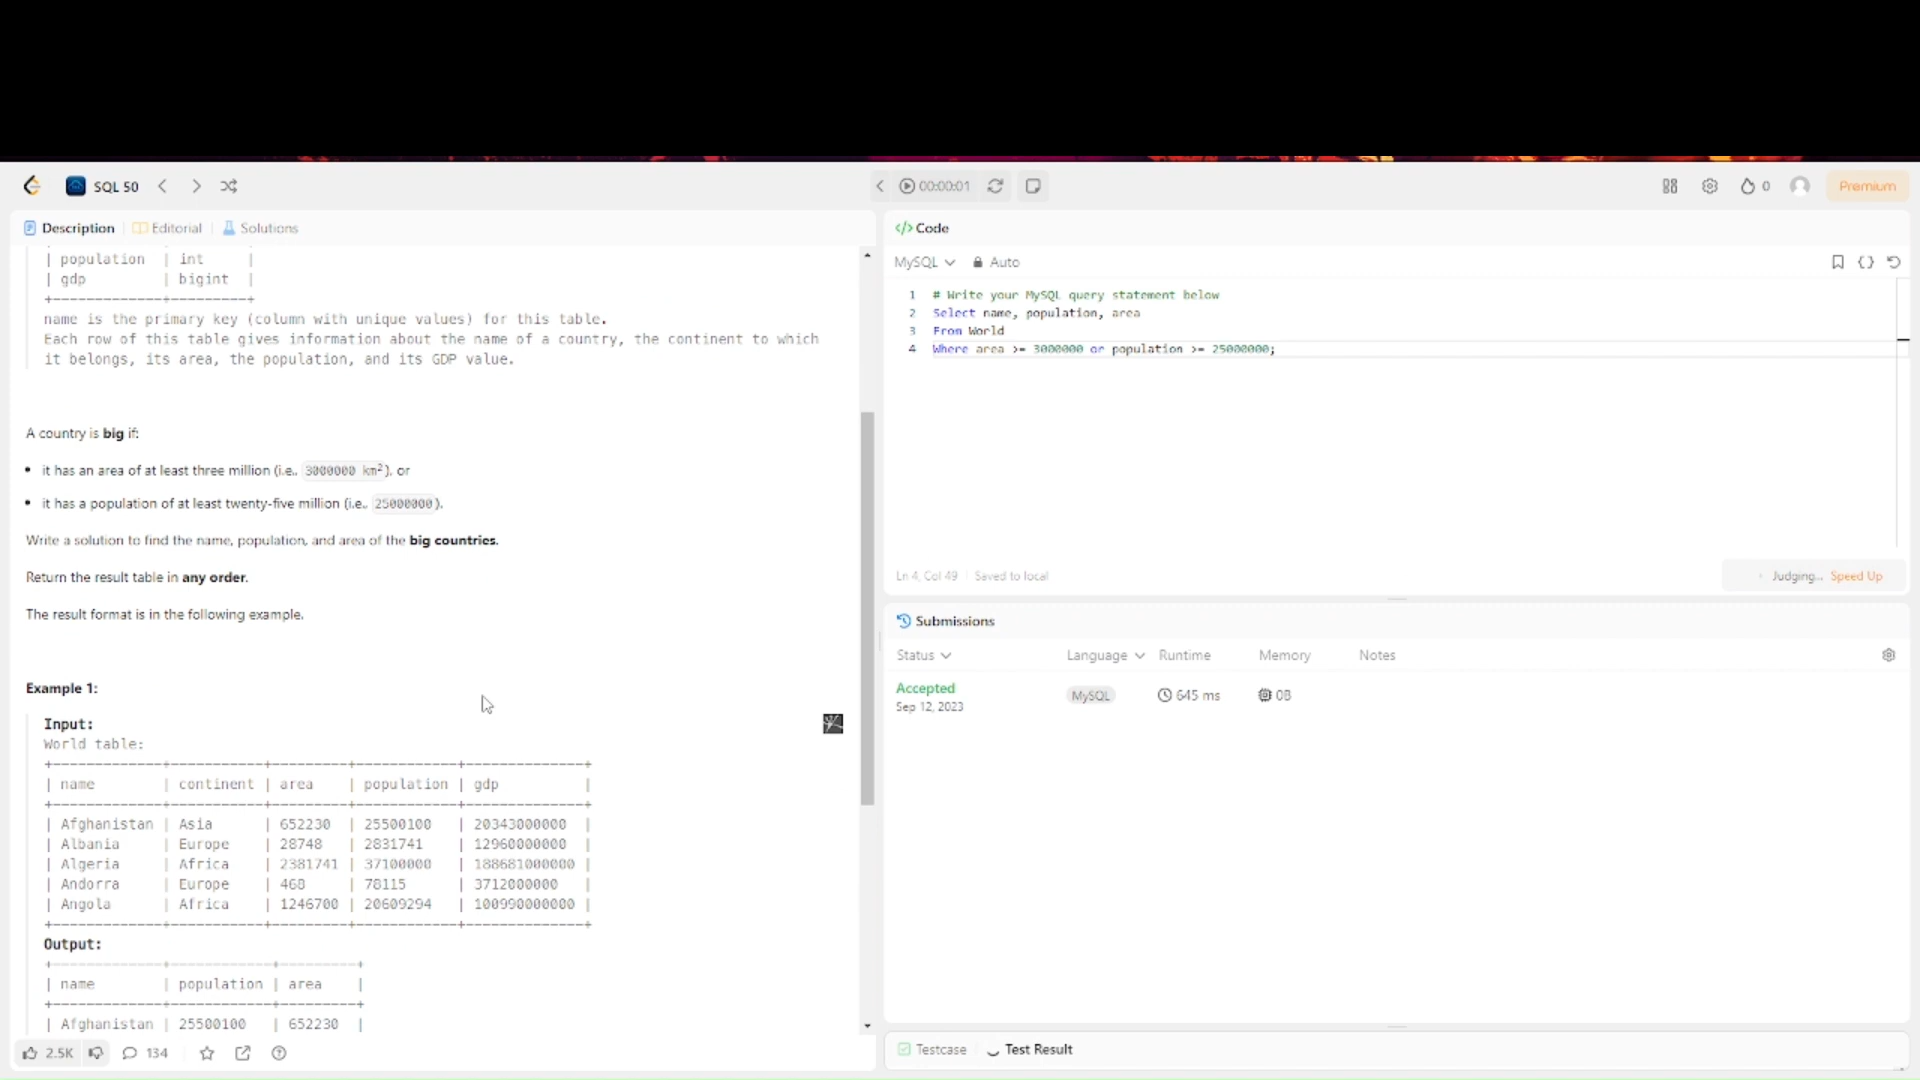 SQL 50
00:00:01
0
Premium
Description
Editorial
Solutions
| population | int |
| gdp | bigint |
+-------------+---------+
name is the primary key (column with unique values) for this table.
Each row of this table gives information about the name of a country, the continent to which
it belongs, its area, the population, and its GDP value.
A country is big if:
• it has an area of at least three million (i.e., 3000000 km2), or
• it has a population of at least twenty-five million (i.e., 25000000).
Write a solution to find the name, population, and area of the big countries.
Return the result table in any order.
The result format is in the following example.
Example 1:
Input:
World table:
+-------------+-----------+---------+------------+--------------+
| name | continent | area | population | gdp |
+-------------+-----------+---------+------------+--------------+
| Afghanistan | Asia | 652230 | 25500100 | 20343000000 |
| Albania | Europe | 28748 | 2831741 | 12960000000 |
| Algeria | Africa | 2381741 | 37100000 | 188681000000 |
| Andorra | Europe | 468 | 78115 | 3712000000 |
| Angola | Africa | 1246700 | 20609294 | 100990000000 |
+-------------+-----------+---------+------------+--------------+
Output:
+-------------+------------+---------+
| name | population | area |
+-------------+------------+---------+
| Afghanistan | 25500100 | 652230 |
2.5K
134
Code
MySQL
Auto
1 # Write your MySQL query statement below
2 Select name, population, area
3 From World
4 Where area >= 3000000 or population >= 25000000;
Ln 4, Col 49
Saved to local
Judging...
Speed Up
Submissions
Status Language Runtime Memory Notes
Accepted
Sep 12, 2023
MySQL
645 ms
0B
Testcase
Test Result